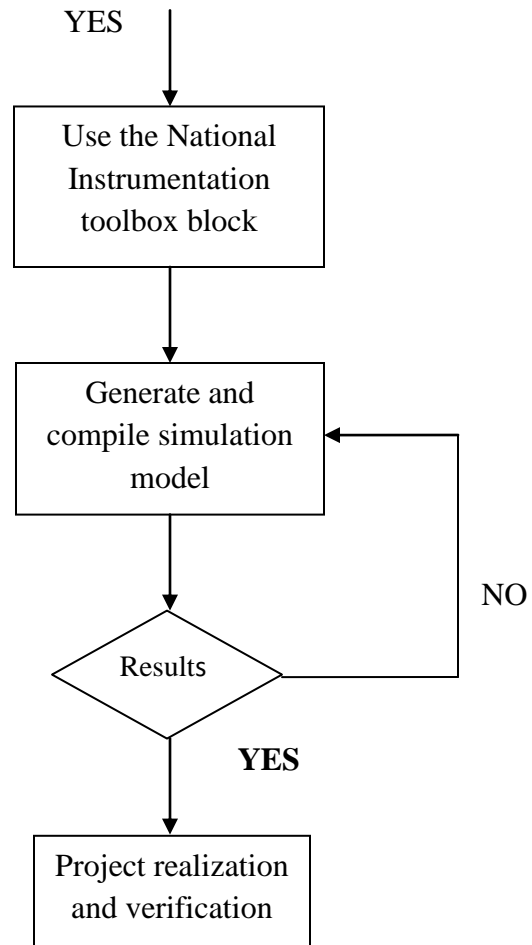 YES
Use the National
Instrumentation
toolbox block
Generate and
compile simulation
model
NO
Results
YES
Project realization
and verification